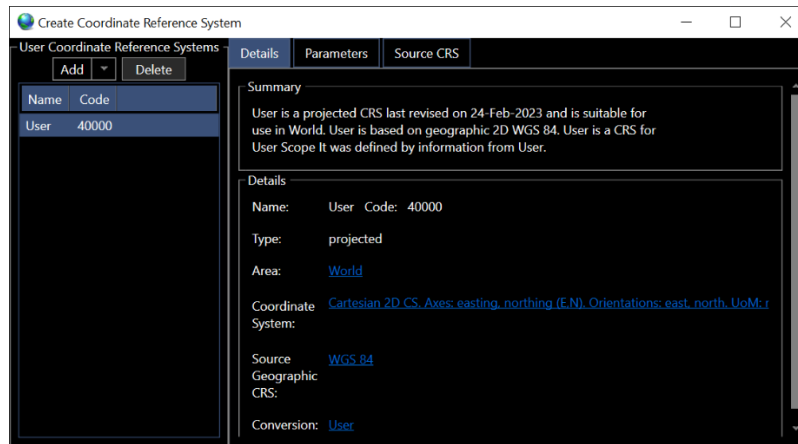 Create Coordinate Reference System
User Coordinate Reference Systems
Add
Delete
Name Code
User 40000
Details Parameters Source CRS
Summary
User is a projected CRS last revised on 24-Feb-2023 and is suitable for
use in World. User is based on geographic 2D WGS 84. User is a CRS for
User Scope It was defined by information from User.
Details
Name: User Code: 40000
Type: projected
Area: World
Coordinate System: Cartesian 2D CS. Axes: easting, northing (E,N). Orientations: east, north. UoM:
Source Geographic CRS: WGS 84
Conversion: User